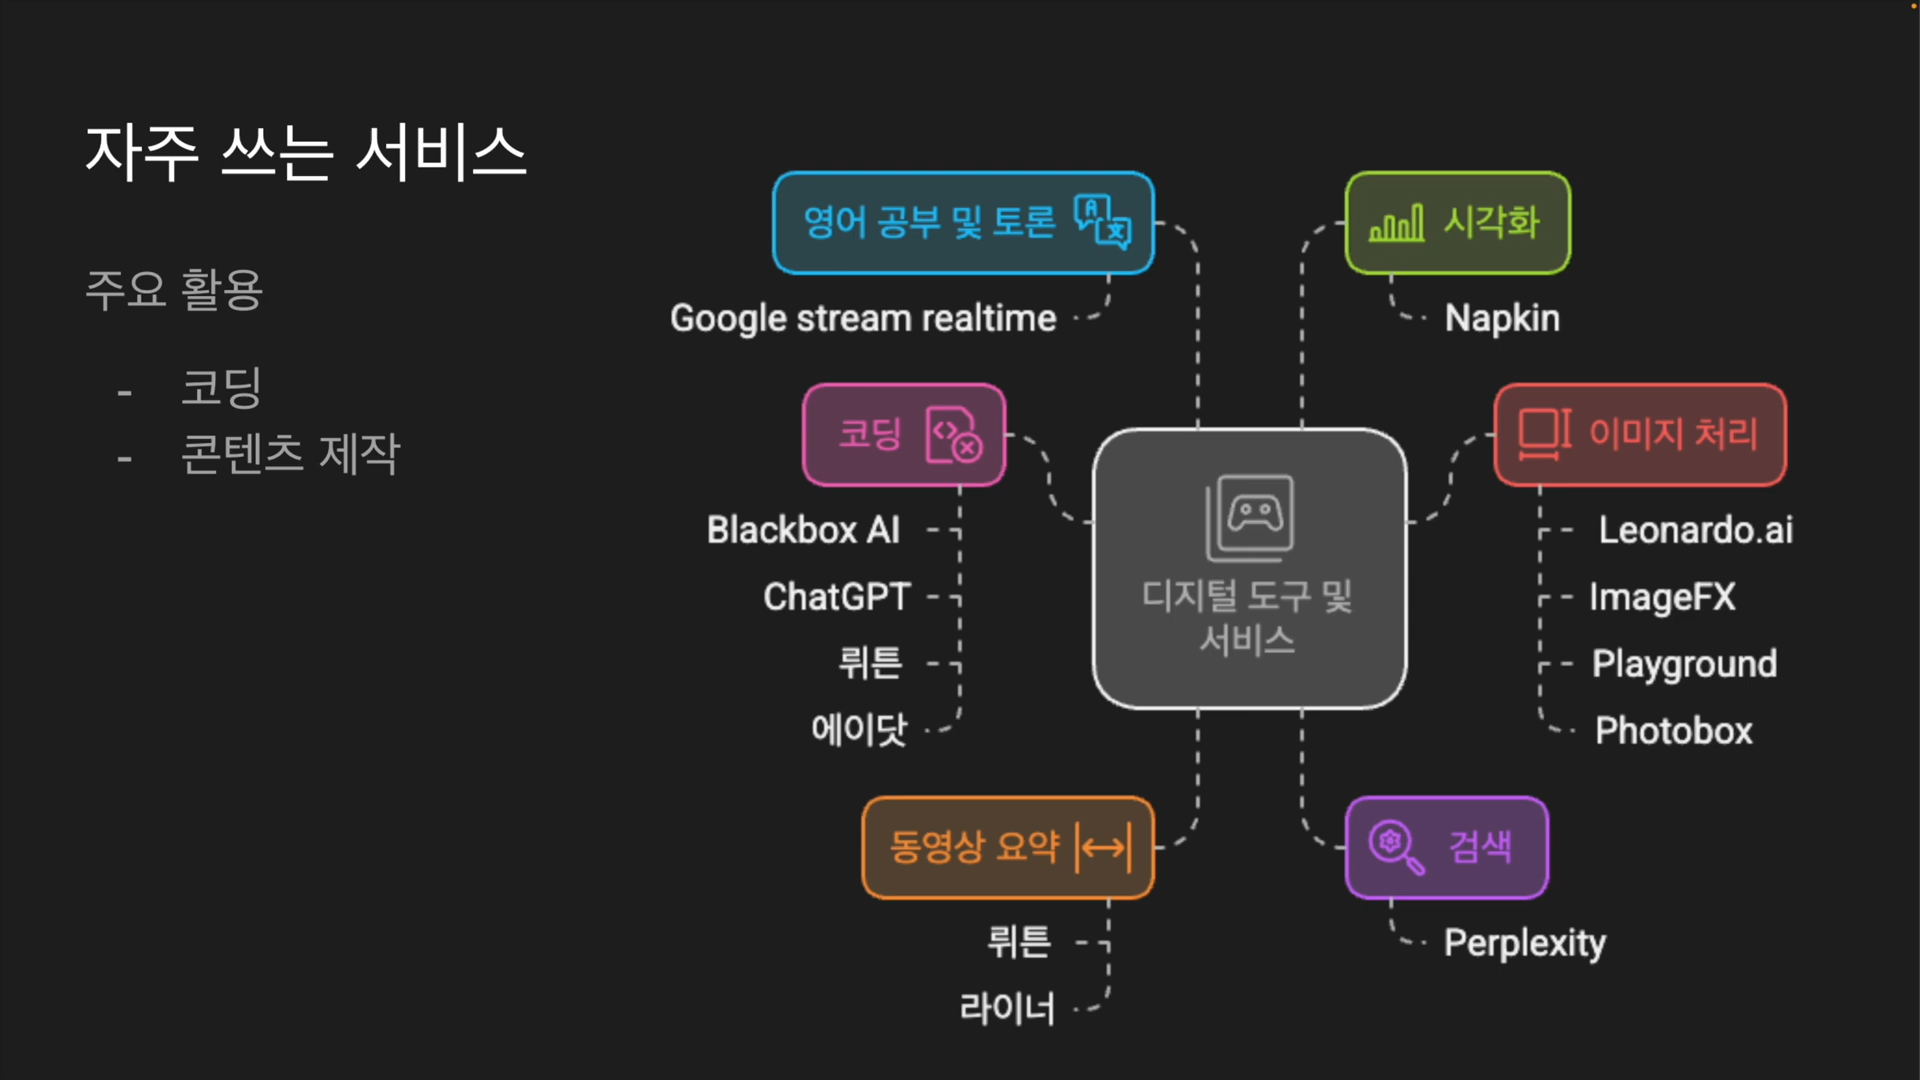 자주 쓰는 서비스
주요 활용
- 코딩
- 콘텐츠 제작
영어 공부 및 토론
Google stream realtime
시각화
Napkin
코딩
Blackbox AI
ChatGPT
뤼튼
에이닷
디지털 도구 및
서비스
이미지 처리
Leonardo.ai
ImageFX
Playground
Photobox
동영상 요약
뤼튼
라이너
검색
Perplexity